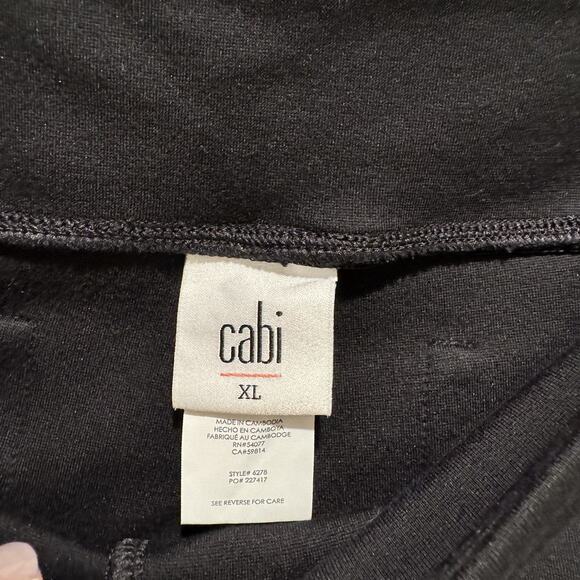 cabi
XL
MADE IN CAMBODIA
HECHO EN CAMBOYA
FABRIQUÉ AU CAMBODGE
RN#54077
CA#59814
STYLE# 6278
PO# 227417
SEE REVERSE FOR CARE